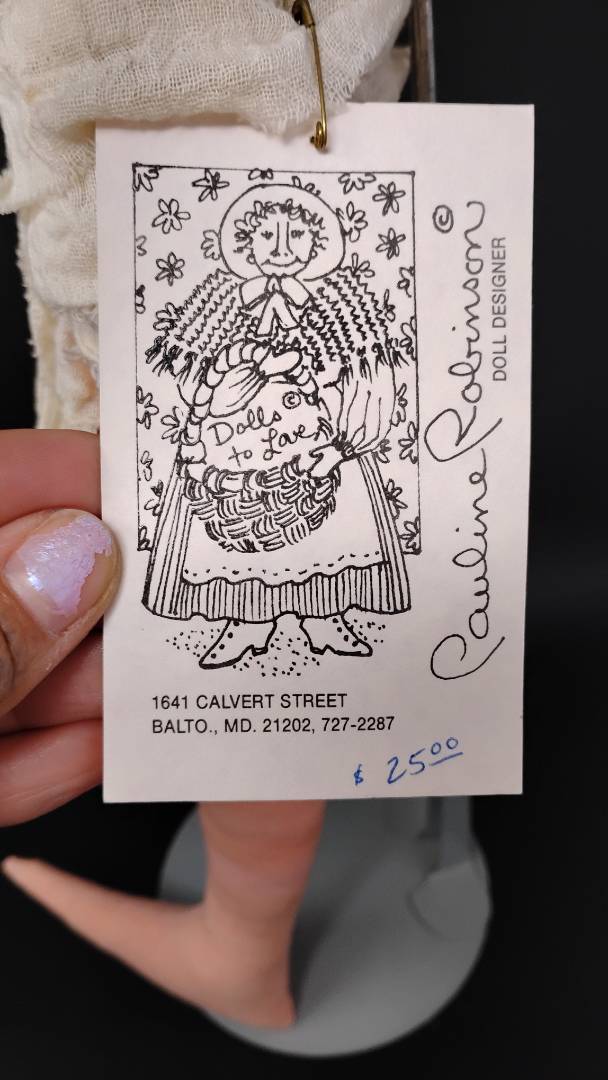 Dolls ©
to Love
Pauline Robinson ©
DOLL DESIGNER
1641 CALVERT STREET
BALTO., MD. 21202, 727-2287
$ 25⁰⁰